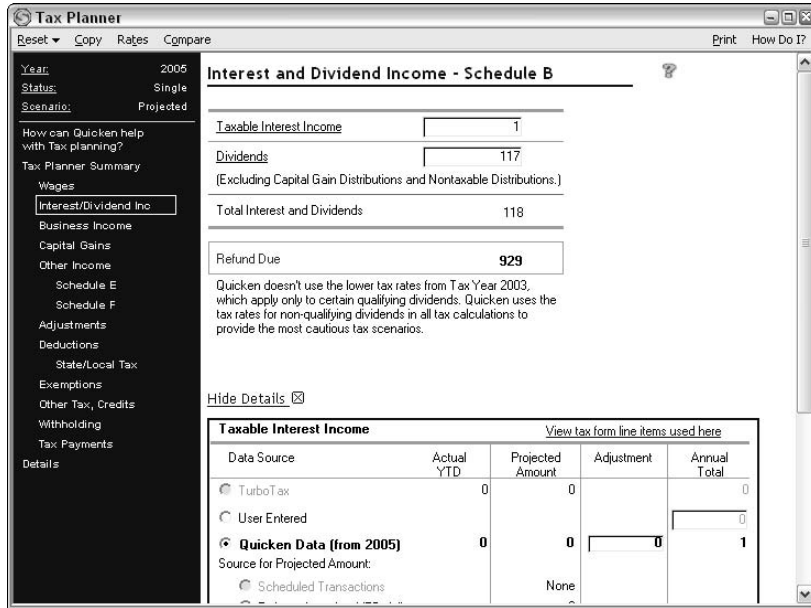 Tax Planner
Reset Copy Rates Compare Print How Do I?
Year: 2005
Status: Single
Scenario: Projected
How can Quicken help
with Tax planning?
Tax Planner Summary
Wages
Interest/Dividend Inc
Business Income
Capital Gains
Other Income
Schedule E
Schedule F
Adjustments
Deductions
State/Local Tax
Exemptions
Other Tax, Credits
Withholding
Tax Payments
Details
Interest and Dividend Income - Schedule B
Taxable Interest Income 1
Dividends 117
(Excluding Capital Gain Distributions and Nontaxable Distributions.)
Total Interest and Dividends 118
Refund Due 929
Quicken doesn't use the lower tax rates from Tax Year 2003,
which apply only to certain qualifying dividends. Quicken uses the
tax rates for non-qualifying dividends in all tax calculations to
provide the most cautious tax scenarios.
Hide Details
Taxable Interest Income View tax form line items used here
Data Source Actual YTD Projected Amount Adjustment Annual Total
TurboTax 0 0 0
User Entered 0
Quicken Data (from 2005) 0 0 0 1
Source for Projected Amount:
Scheduled Transactions None